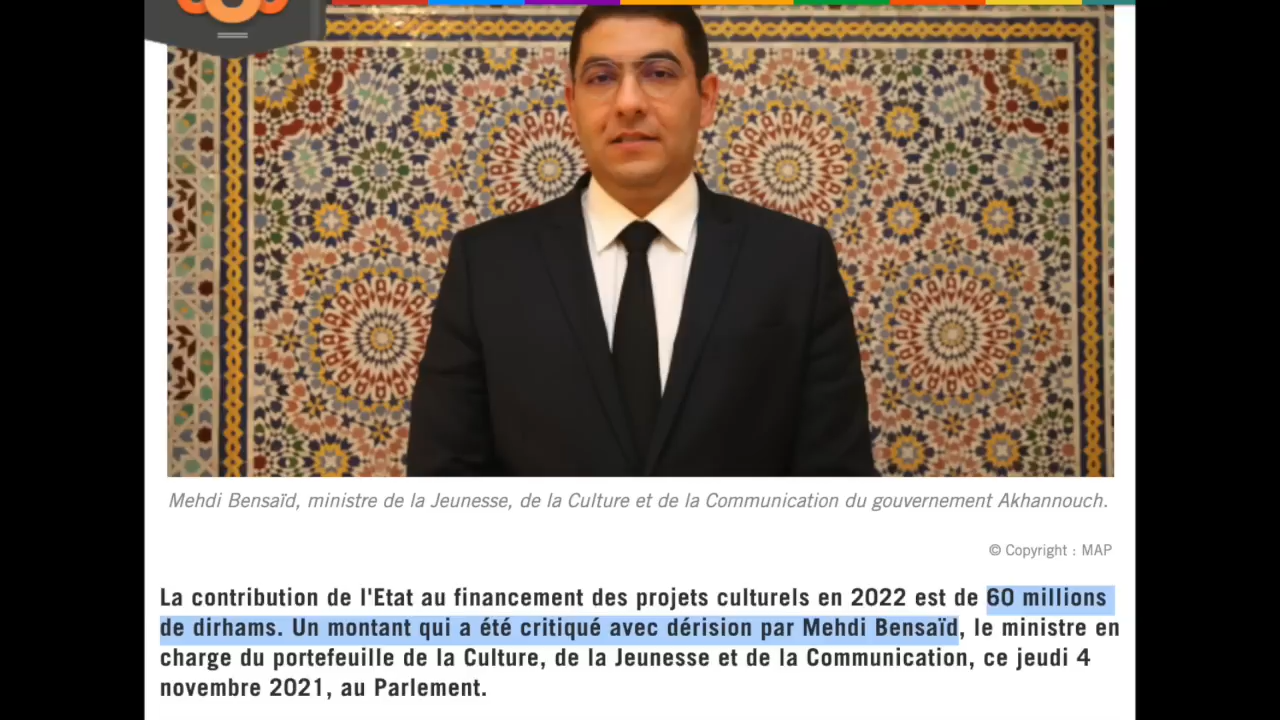 Mehdi Bensaïd, ministre de la Jeunesse, de la Culture et de la Communication du gouvernement Akhannouch.
© Copyright : MAP
La contribution de l'Etat au financement des projets culturels en 2022 est de 60 millions
de dirhams. Un montant qui a été critiqué avec dérision par Mehdi Bensaïd, le ministre en
charge du portefeuille de la Culture, de la Jeunesse et de la Communication, ce jeudi 4
novembre 2021, au Parlement.